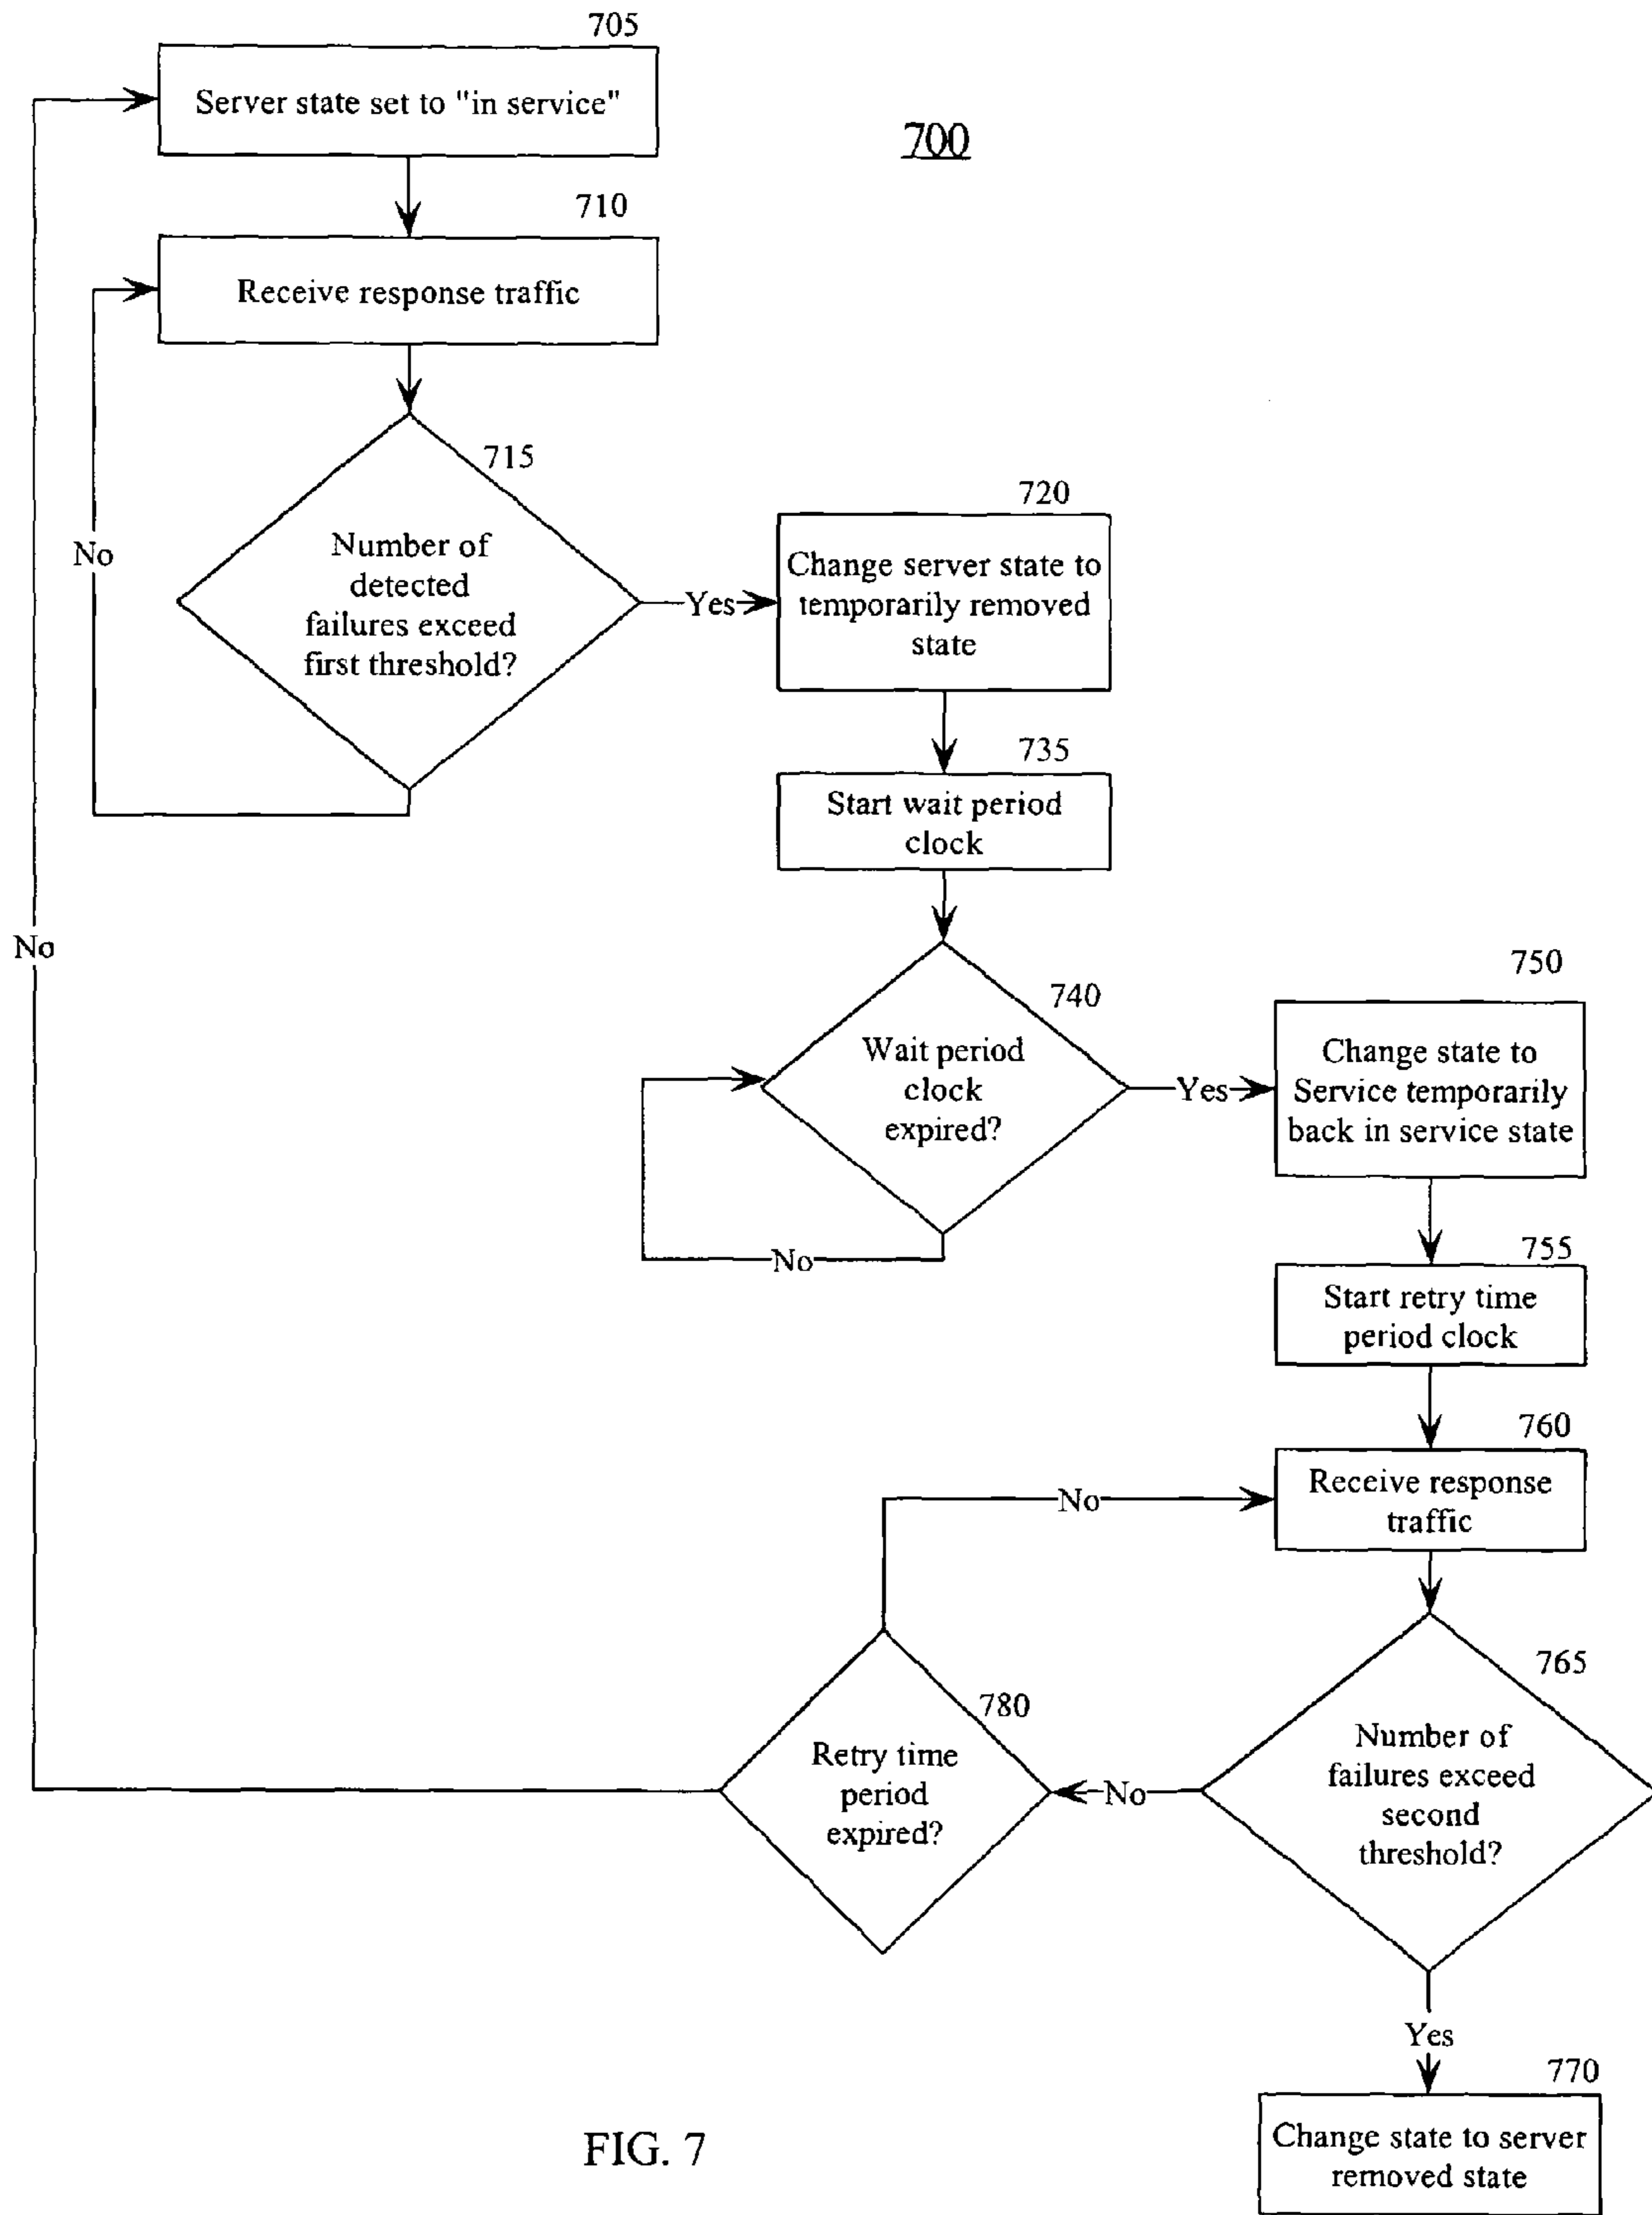 705
Server state set to "in service"
700
710
Receive response traffic
715
Number of
detected
failures exceed
first threshold?
No
Yes
720
Change server state to
temporarily removed
state
735
Start wait period
clock
No
740
Wait period
clock
expired?
Yes
No
750
Change state to
Service temporarily
back in service state
755
Start retry time
period clock
760
Receive response
traffic
No
765
Number of
failures exceed
second
threshold?
No
780
Retry time
period
expired?
Yes
770
Change state to server
removed state
FIG. 7